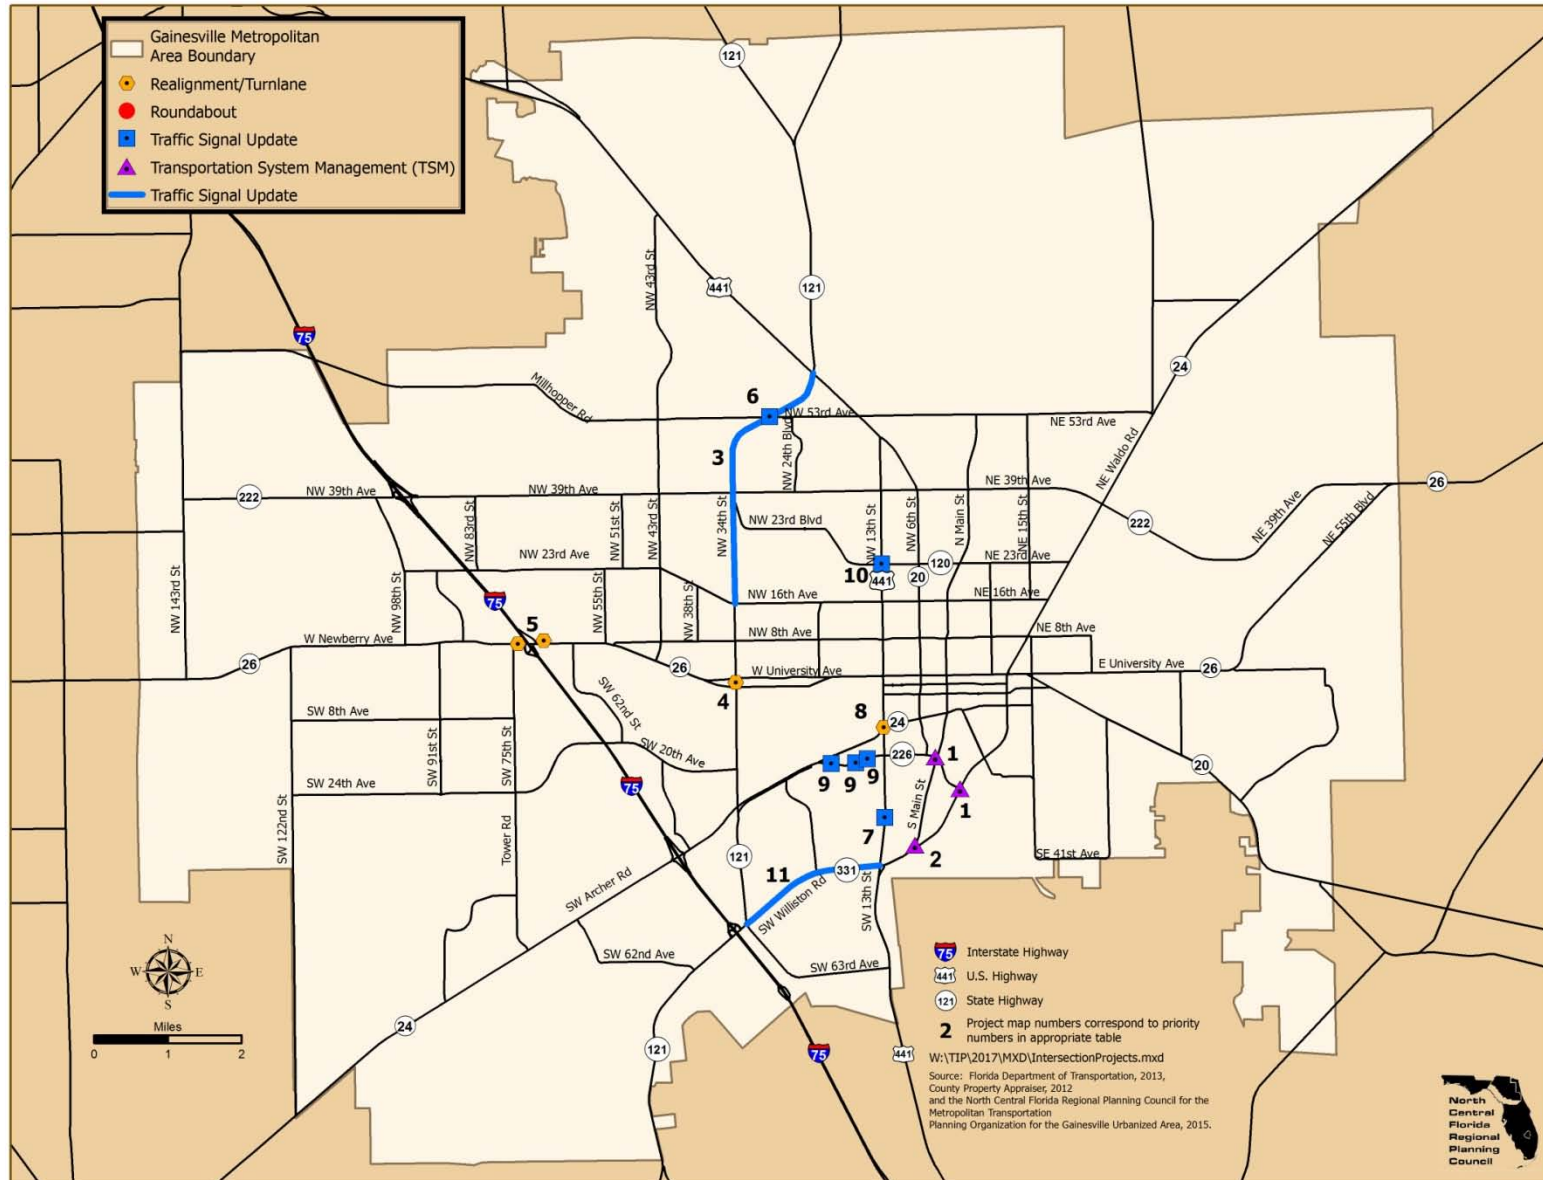 Gainesville Metropolitan
Area Boundary
Realignment/Turnlane
Roundabout
Traffic Signal Update
Transportation System Management (TSM)
Traffic Signal Update
121
75
NW 43rd St
441
121
24
Millhopper Rd
6
NW 53rd Ave
NE 53rd Ave
NW 24th Blvd
3
NE Waldo Rd
222
NW 39th Ave
NW 39th Ave
NE 39th Ave
26
222
NE 39th Ave
NE 55th Blvd
NW 83rd St
NW 51st St
NW 43rd St
NW 34th St
NW 23rd Blvd
NW 13th St
NW 6th St
N Main St
NE 15th St
NW 23rd Ave
10
441
20
120
NE 23rd Ave
NW 143rd St
NW 98th St
75
NW 55th St
NW 38th St
NW 16th Ave
NE 16th Ave
W Newberry Ave
5
NW 8th Ave
NE 8th Ave
26
26
W University Ave
E University Ave
26
4
SW 62nd St
SW 8th Ave
8
24
SW 91st St
SW 75th St
SW 20th Ave
226
1
20
SW 24th Ave
75
9
9
9
1
SW 122nd St
Tower Rd
S Main St
7
2
121
11
331
SE 41st Ave
SW Archer Rd
SW Williston Rd
SW 13th St
SW 62nd Ave
SW 63rd Ave
24
121
75
441
N
W
E
S
Miles
0
1
2
75
Interstate Highway
441
U.S. Highway
121
State Highway
2
Project map numbers correspond to priority
numbers in appropriate table
W:\TIP\2017\MXD\IntersectionProjects.mxd
Source: Florida Department of Transportation, 2013,
County Property Appraiser, 2012
and the North Central Florida Regional Planning Council for the
Metropolitan Transportation
Planning Organization for the Gainesville Urbanized Area, 2015.
North
Central
Florida
Regional
Planning
Council